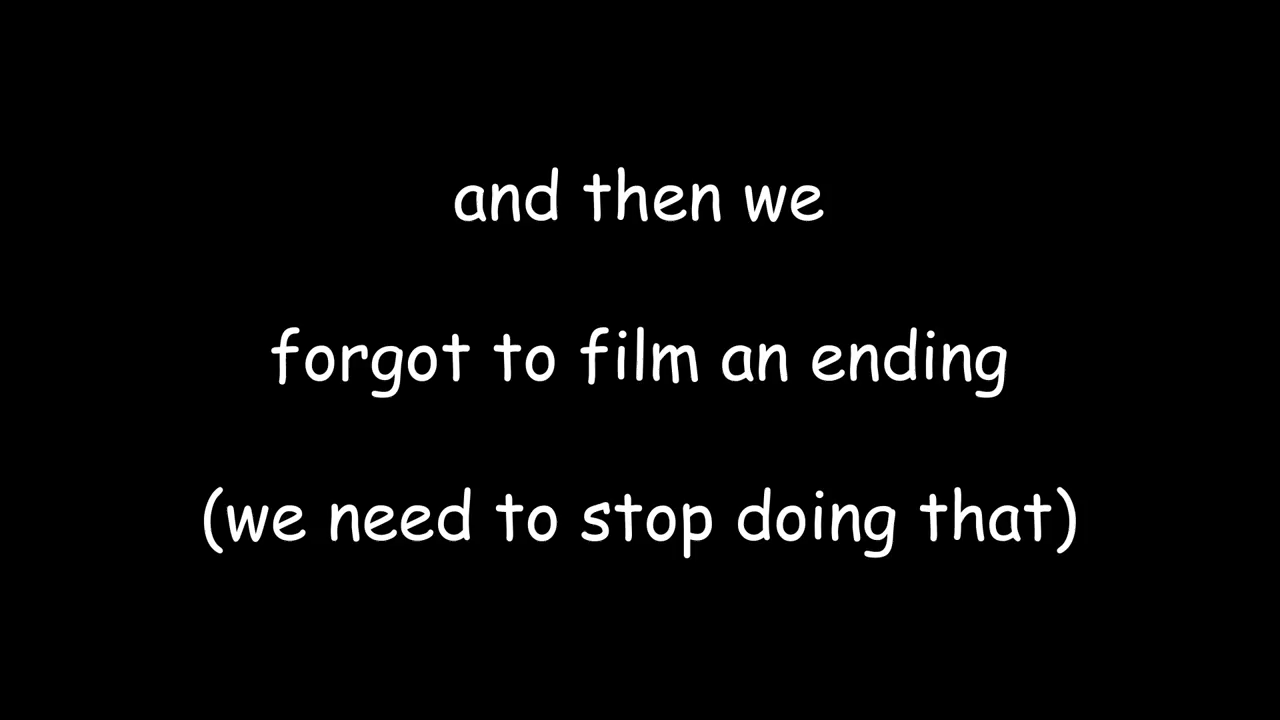 and then we
forgot to film an ending
(we need to stop doing that)